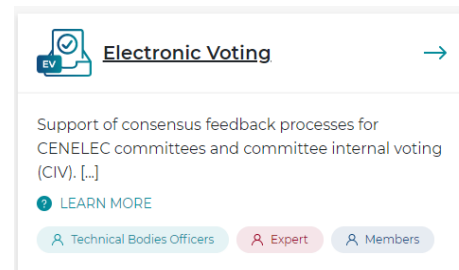 EV
Electronic Voting
Support of consensus feedback processes for
CENELEC committees and committee internal voting
(CIV). [...]
? LEARN MORE
Technical Bodies Officers Expert Members